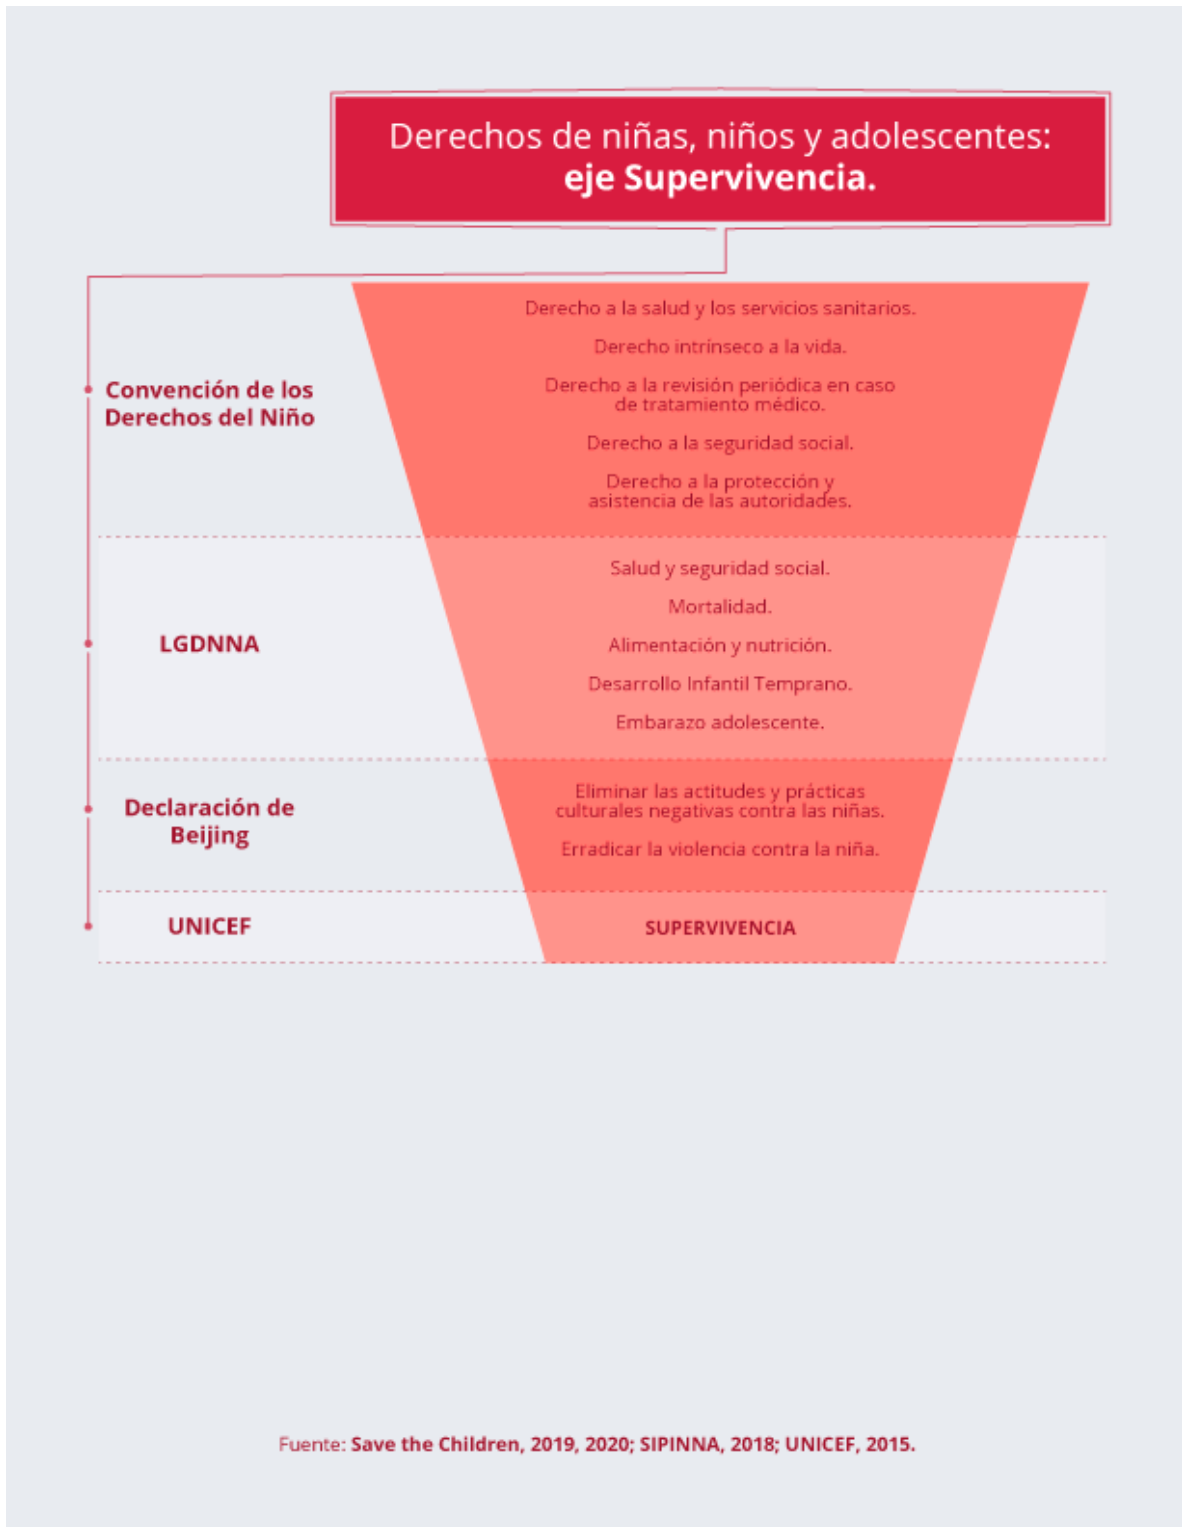 Derechos de niñas, niños y adolescentes:
eje Supervivencia.
Convención de los
Derechos del Niño
Derecho a la salud y los servicios sanitarios.
Derecho intrínseco a la vida.
Derecho a la revisión periódica en caso
de tratamiento médico.
Derecho a la seguridad social.
Derecho a la protección y
asistencia de las autoridades.
LGDNNA
Salud y seguridad social.
Mortalidad.
Alimentación y nutrición.
Desarrollo Infantil Temprano.
Embarazo adolescente.
Declaración de
Beijing
Eliminar las actitudes y prácticas
culturales negativas contra las niñas.
Erradicar la violencia contra la niña.
UNICEF
SUPERVIVENCIA
Fuente: Save the Children, 2019, 2020; SIPINNA, 2018; UNICEF, 2015.